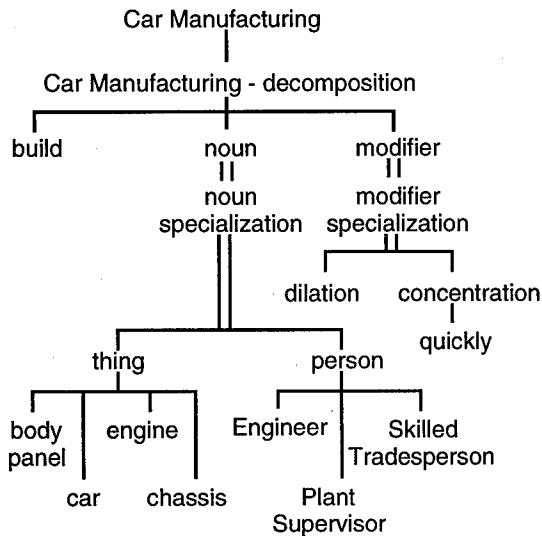 Car Manufacturing
Car Manufacturing - decomposition
build
noun
modifier
noun
specialization
modifier
specialization
dilation
concentration
quickly
thing
person
body
panel
engine
Engineer
Skilled
Tradesperson
car
chassis
Plant
Supervisor